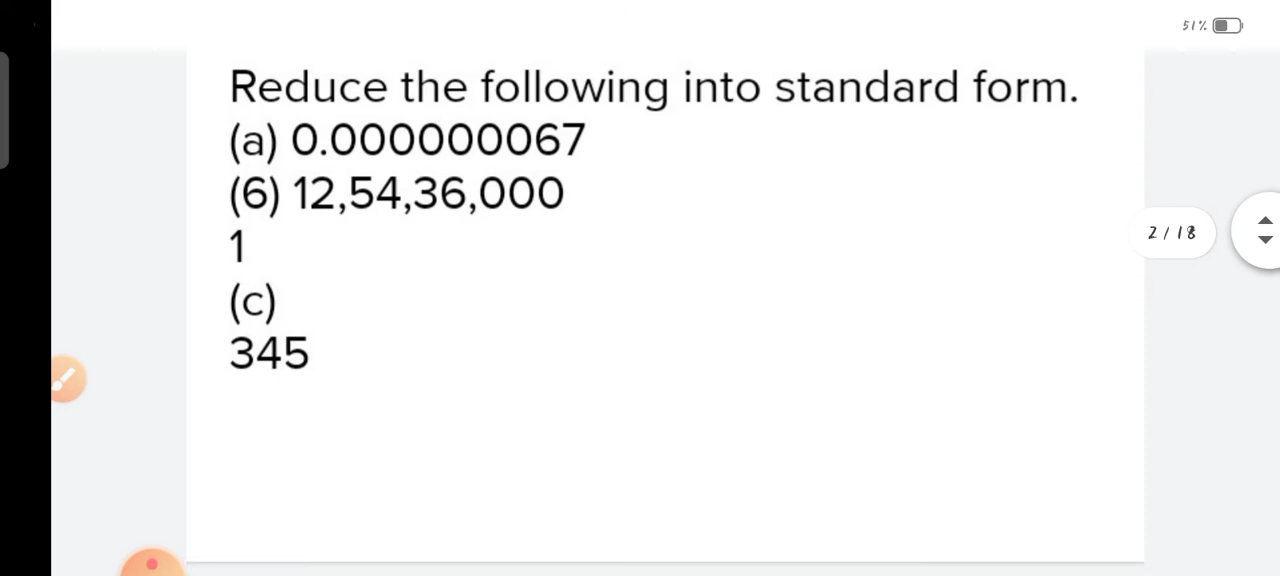 51%
Reduce the following into standard form.
(a) 0.000000067
(6) 12,54,36,000
1
2 / 18
(c)
345